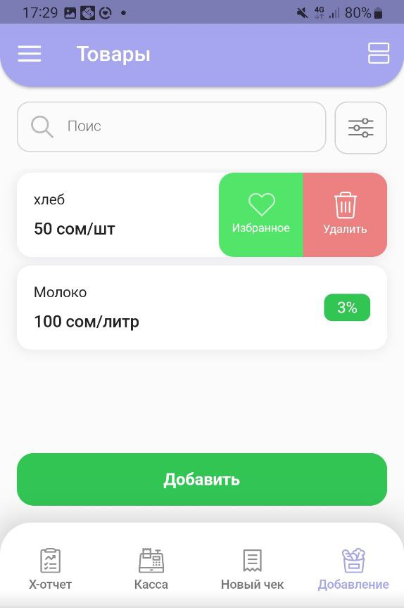 17:29 4G 80%
Товары
Поис
хлеб
50 сом/шт
Избранное
Удалить
Молоко
100 сом/литр
3%
Добавить
X-отчет Касса Новый чек Добавление